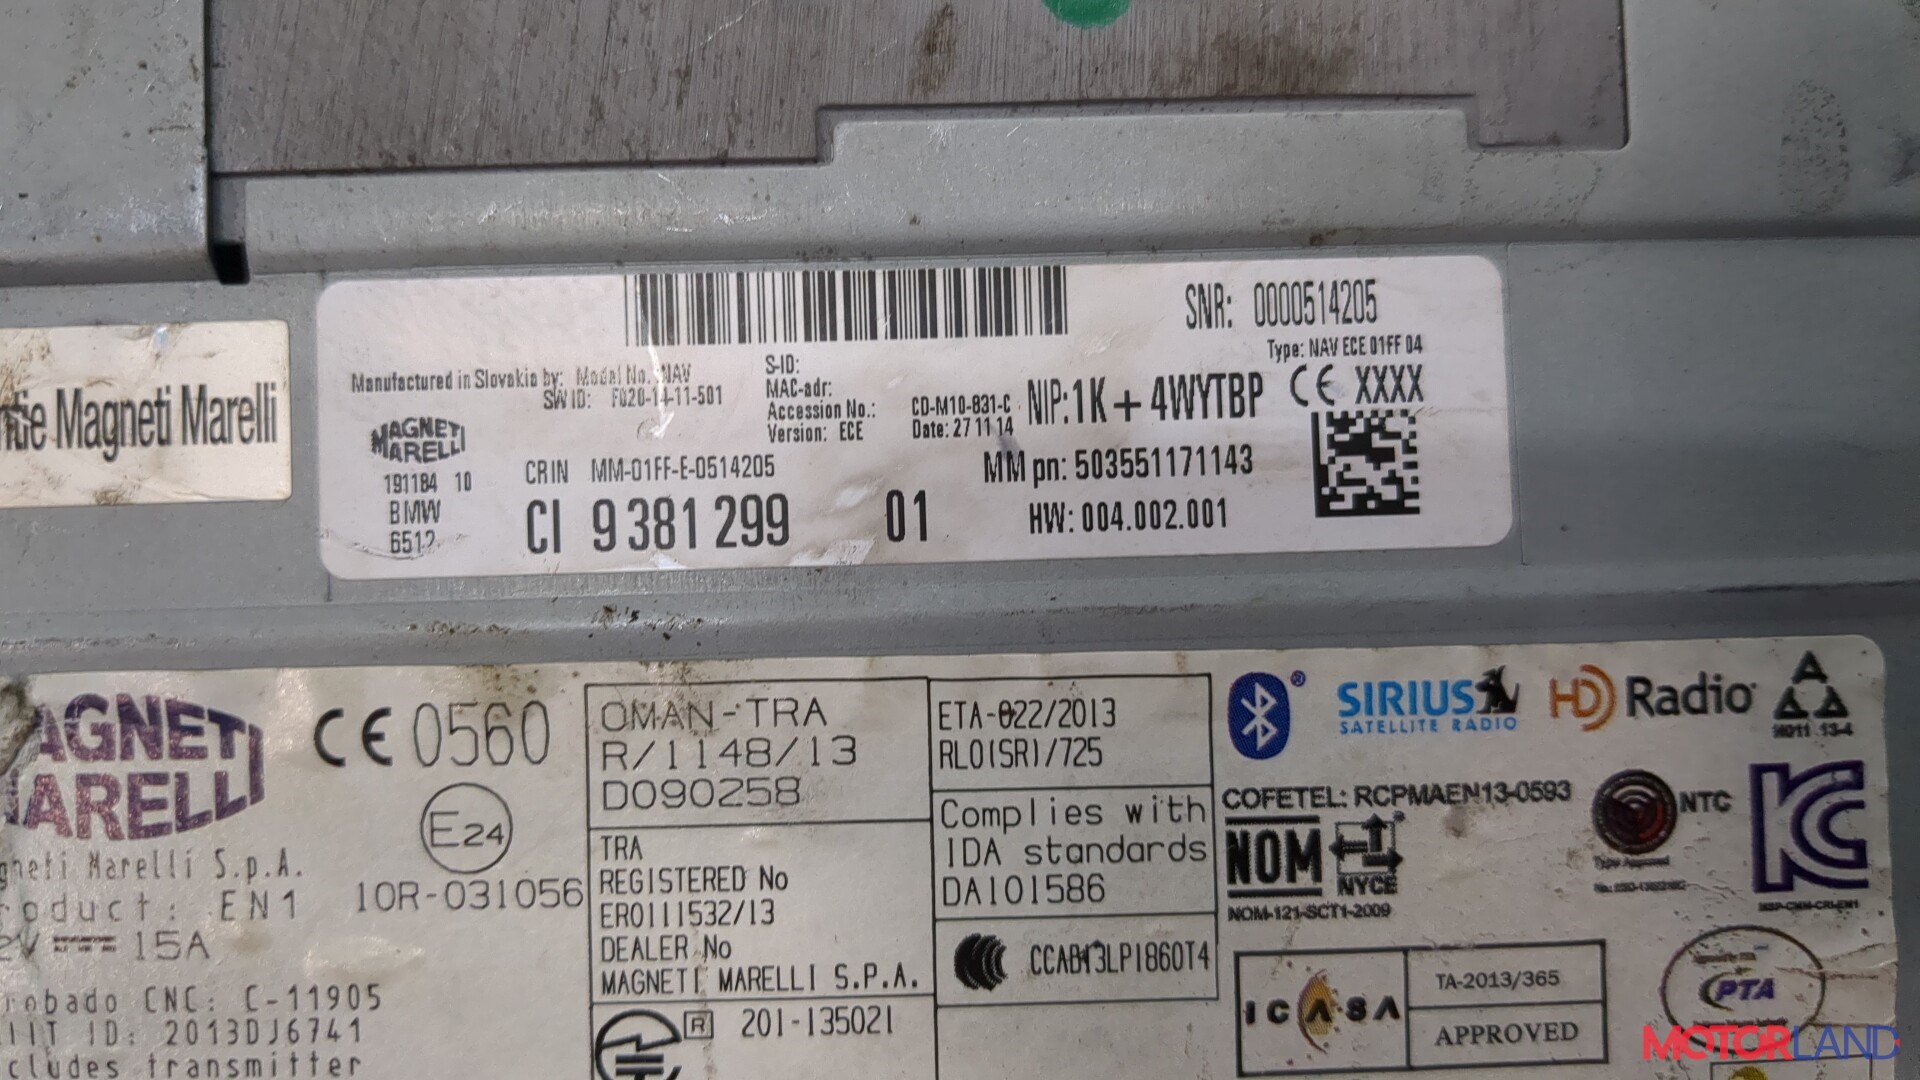 SNR: 0000514205
Type: NAV ECE 01FF 04
Manufactured in Slovakia by: Model No. NAV
SW ID: F020-14-11-501
S-ID:
MAC-adr:
Accession No.: CD-M10-831-C
Version: ECE Date: 27 11 14
NIP:1K+4WYTBP
CE XXXX
MAGNETI
MARELLI
191184 10
BMW
6512
CRIN MM-01FF-E-0514205
MM pn: 503551171143
CI 9 381 299 01
HW: 004.002.001
Magneti Marelli
AGNETI
MARELLI
CE 0560
E24
10R-031056
Marelli S.p.A.
EN1
15A
CNC: C-11905
ID: 2013DJ6741
transmitter
OMAN-TRA
R/1148/13
D090258
TRA
REGISTERED No
ER0111532/13
DEALER No
MAGNETI MARELLI S.P.A.
R 201-135021
ETA-022/2013
RLO(SR)/725
Complies with
IDA standards
DA101586
CCAB13LP1860T4
SIRIUS
SATELLITE RADIO
HD Radio
COFETEL: RCPMAEN13-0593
NOM
NYCE
NOM-121-SCT1-2009
NTC
Type Approved
ICASA
TA-2013/365
APPROVED
PTA
MOTORLAND